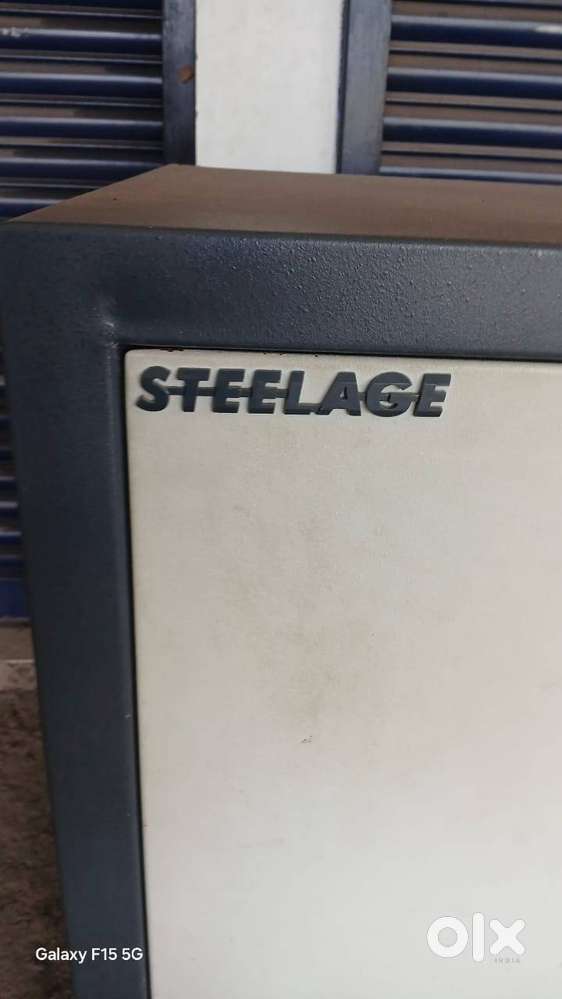 STEELAGE
Galaxy F15 5G
olx
INDIA